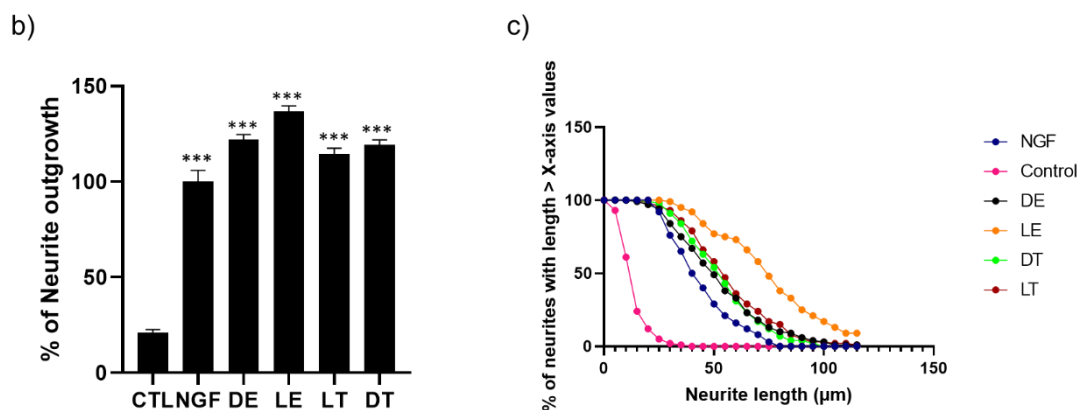 b)
% of Neurite outgrowth
150
100
50
0
***
***
***
***
***
CTL NGF DE LE LT DT
c)
% of neurites with length > X-axis values
150
100
50
0
0 50 100 150
Neurite length (µm)
NGF
Control
DE
LE
DT
LT